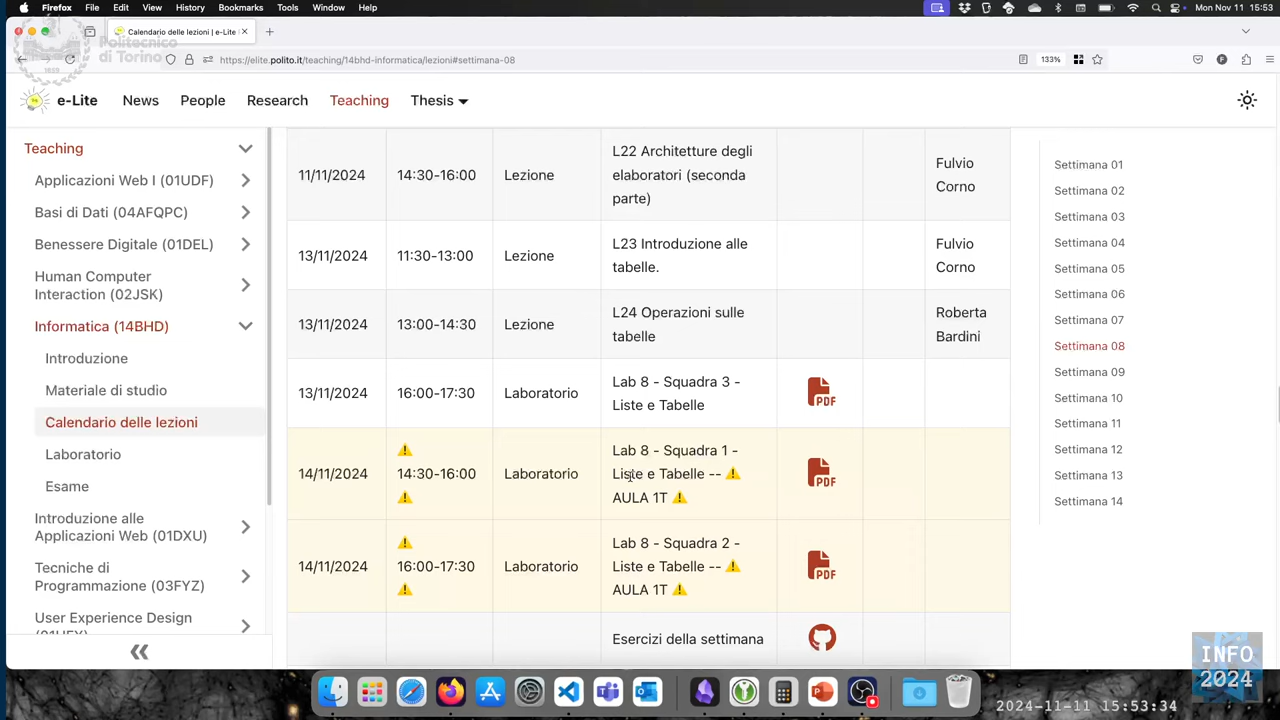 Firefox File Edit View History Bookmarks Tools Window Help
Mon Nov 11 15:53
Calendario delle lezioni | e-Lite
Politecnico
di Torino
https://elite.polito.it/teaching/14bhd-informatica/lezioni#settimana-08
133%
e-Lite News People Research Teaching Thesis
Teaching
Applicazioni Web I (01UDF)
Basi di Dati (04AFQPC)
Benessere Digitale (01DEL)
Human Computer
Interaction (02JSK)
Informatica (14BHD)
Introduzione
Materiale di studio
Calendario delle lezioni
Laboratorio
Esame
Introduzione alle
Applicazioni Web (01DXU)
Tecniche di
Programmazione (03FYZ)
User Experience Design
11/11/2024 14:30-16:00 Lezione
L22 Architetture degli
elaboratori (seconda
parte)
Fulvio
Corno
13/11/2024 11:30-13:00 Lezione
L23 Introduzione alle
tabelle.
Fulvio
Corno
13/11/2024 13:00-14:30 Lezione
L24 Operazioni sulle
tabelle
Roberta
Bardini
13/11/2024 16:00-17:30 Laboratorio
Lab 8 - Squadra 3 -
Liste e Tabelle
PDF
14/11/2024 ⚠️ 14:30-16:00 ⚠️ Laboratorio
Lab 8 - Squadra 1 -
Liste e Tabelle -- ⚠️
AULA 1T ⚠️
PDF
14/11/2024 ⚠️ 16:00-17:30 ⚠️ Laboratorio
Lab 8 - Squadra 2 -
Liste e Tabelle -- ⚠️
AULA 1T ⚠️
PDF
Esercizi della settimana
Settimana 01
Settimana 02
Settimana 03
Settimana 04
Settimana 05
Settimana 06
Settimana 07
Settimana 08
Settimana 09
Settimana 10
Settimana 11
Settimana 12
Settimana 13
Settimana 14
INFO
2024
2024-11-11 15:53:34